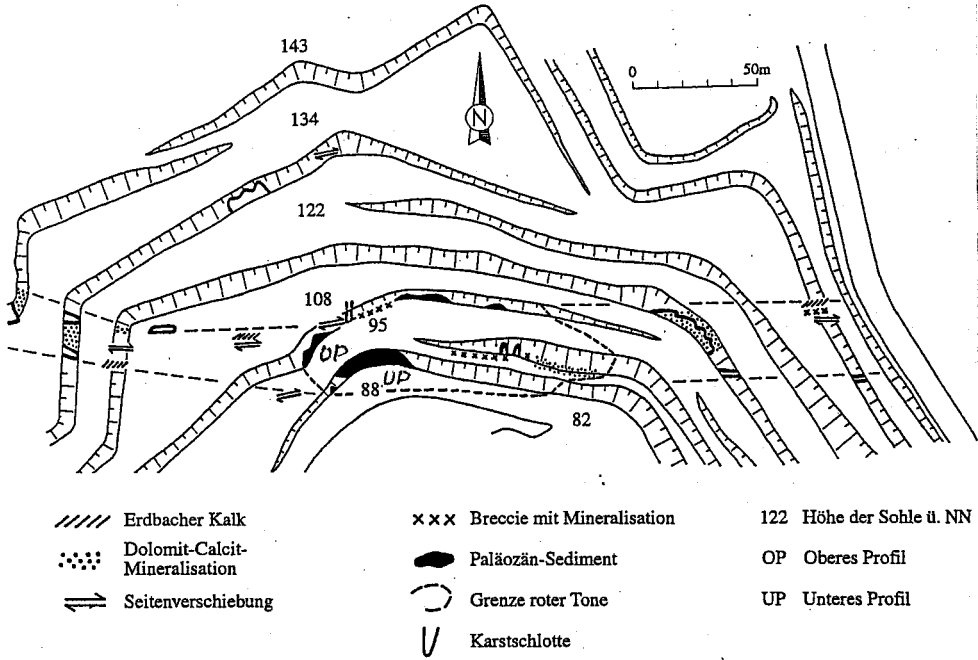 143
0 50m
134
N
122
108
95
OP
UP
88
82
Erdbacher Kalk
Breccie mit Mineralisation
122 Höhe der Sohle ü. NN
Dolomit-Calcit-
Mineralisation
Paläozän-Sediment
OP Oberes Profil
Seitenverschiebung
Grenze roter Tone
UP Unteres Profil
Karstschlotte